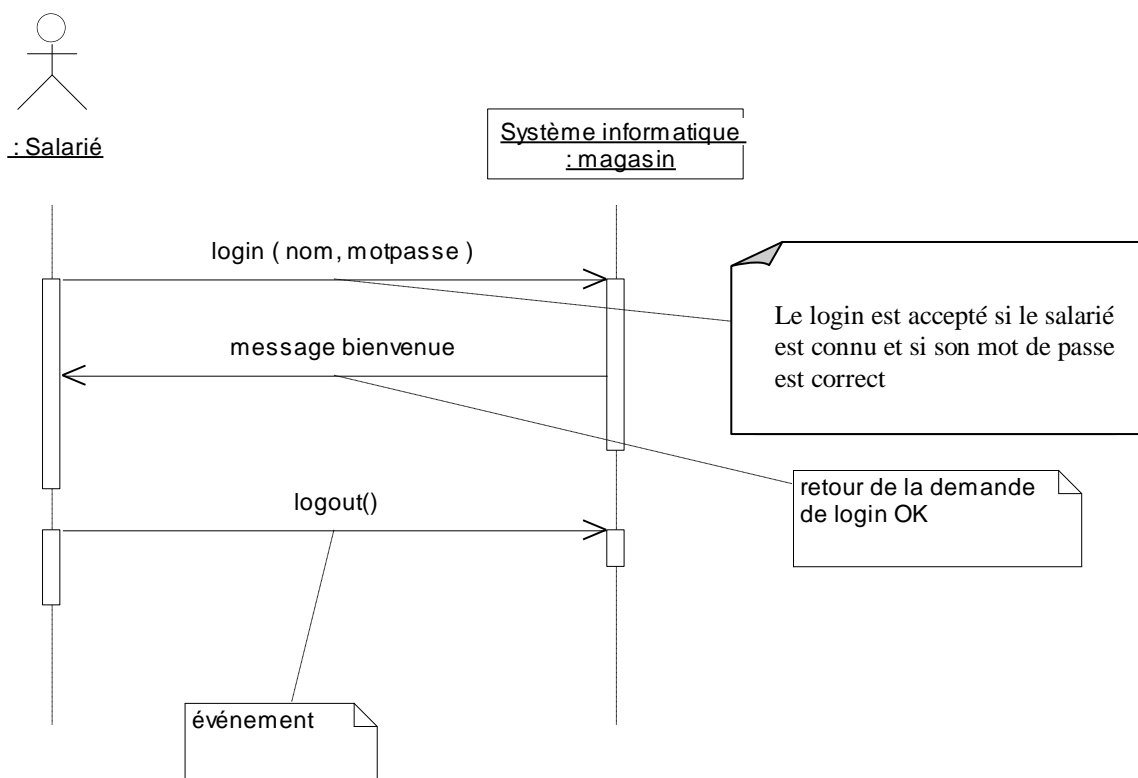 : Salarié
Système informatique
: magasin
login ( nom, motpasse )
Le login est accepté si le salarié
est connu et si son mot de passe
est correct
message bienvenue
retour de la demande
de login OK
logout()
événement